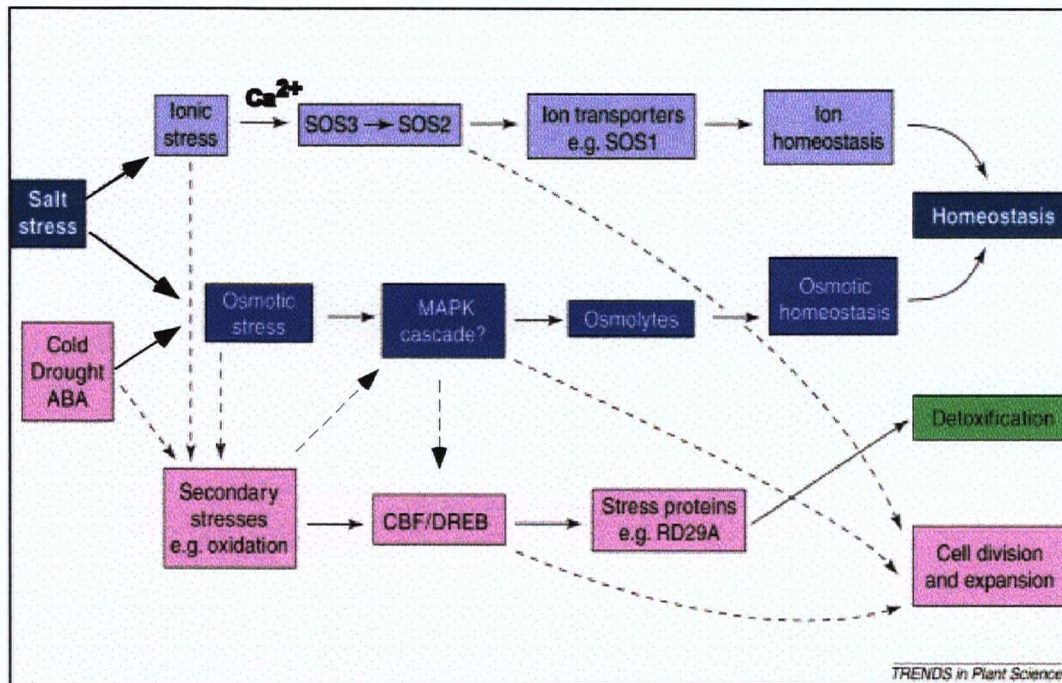 Ionic
stress
Ca2+
SOS3 → SOS2
Ion transporters
e.g. SOS1
Ion
homeostasis
Salt
stress
Homeostasis
Osmotic
stress
MAPK
cascade?
Osmolytes
Osmotic
homeostasis
Cold
Drought
ABA
Detoxification
Secondary
stresses
e.g. oxidation
CBF/DREB
Stress proteins
e.g. RD29A
Cell division
and expansion
TRENDS in Plant Science